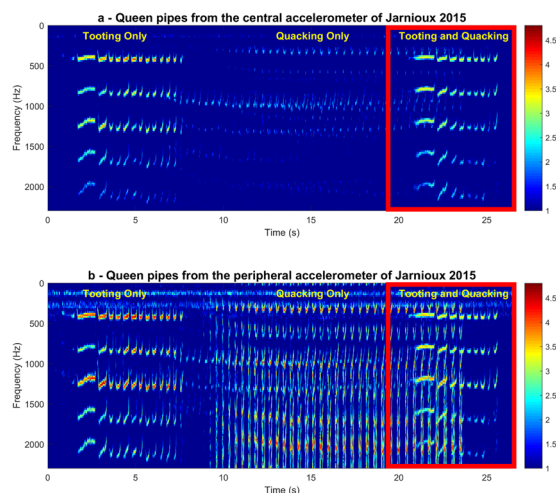 a - Queen pipes from the central accelerometer of Jarnioux 2015
Tooting Only Quacking Only Tooting and Quacking
0
500
1000
1500
2000
Frequency (Hz)
0 5 10 15 20 25
Time (s)
4.5
4
3.5
3
2.5
2
1.5
1
b - Queen pipes from the peripheral accelerometer of Jarnioux 2015
Tooting Only Quacking Only Tooting and Quacking
0
500
1000
1500
2000
Frequency (Hz)
0 5 10 15 20 25
Time (s)
4.5
4
3.5
3
2.5
2
1.5
1